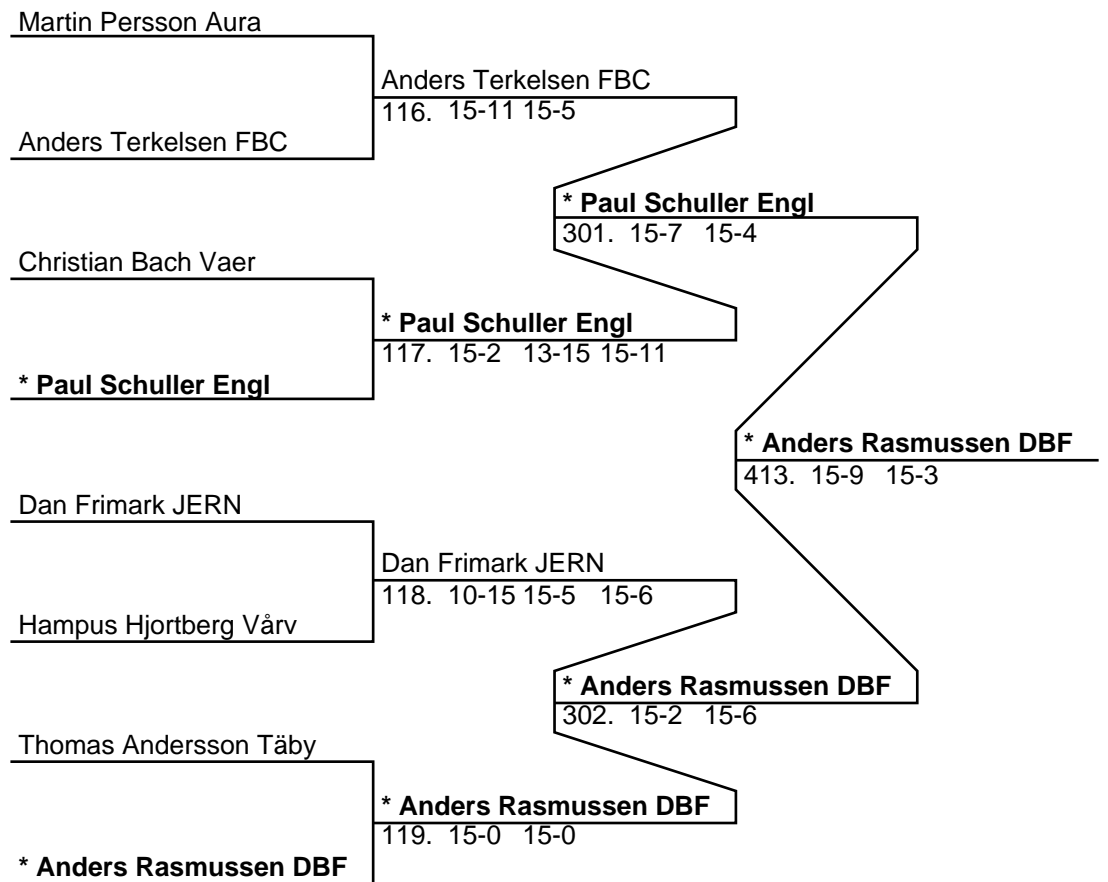 Martin Persson Aura
Anders Terkelsen FBC
116. 15-11 15-5
Anders Terkelsen FBC
* Paul Schuller Engl
301. 15-7 15-4
Christian Bach Vaer
* Paul Schuller Engl
117. 15-2 13-15 15-11
* Paul Schuller Engl
* Anders Rasmussen DBF
413. 15-9 15-3
Dan Frimark JERN
Dan Frimark JERN
118. 10-15 15-5 15-6
Hampus Hjortberg Vårv
* Anders Rasmussen DBF
302. 15-2 15-6
Thomas Andersson Täby
* Anders Rasmussen DBF
119. 15-0 15-0
* Anders Rasmussen DBF